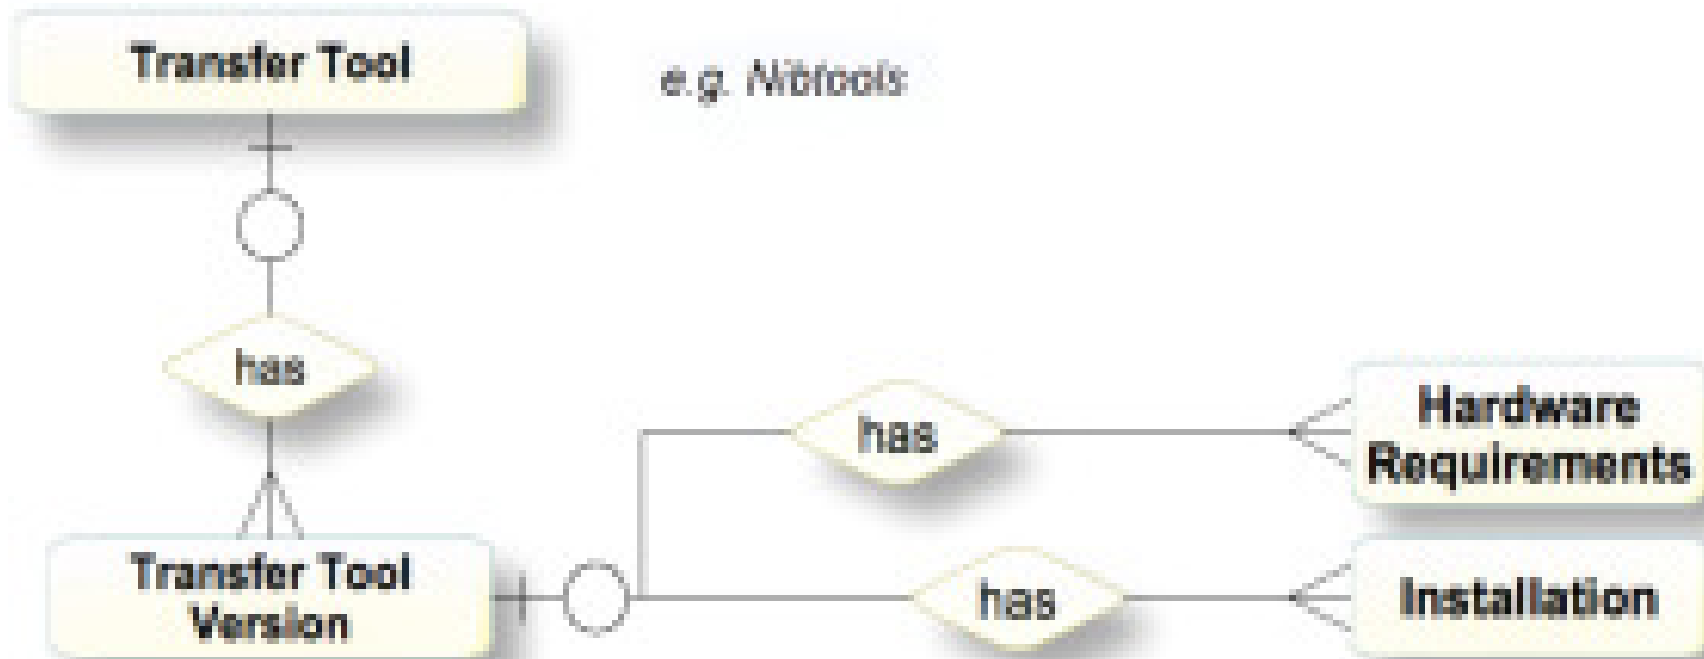 Transfer Tool
e.g. Nibtools
has
has
Hardware
Requirements
Transfer Tool
Version
has
Installation